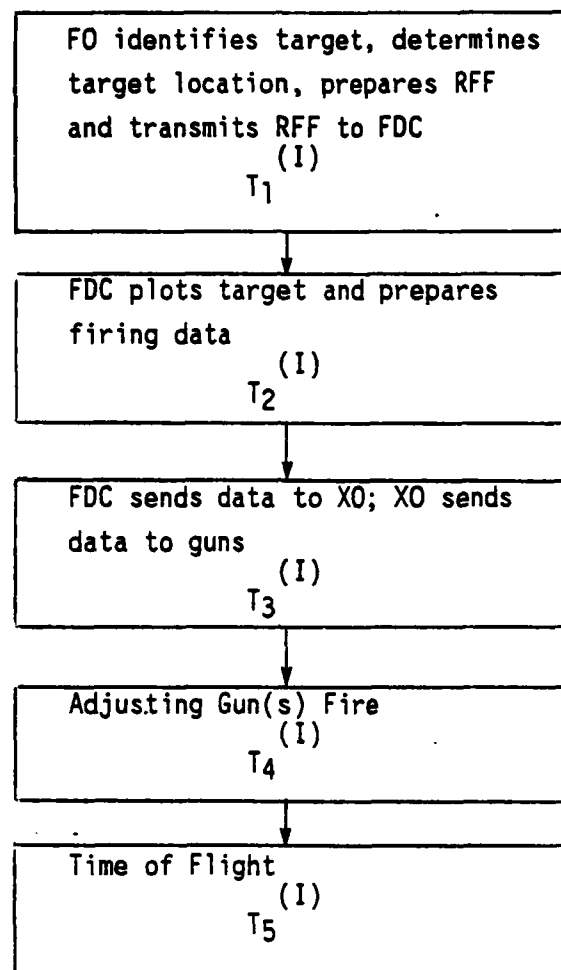 FO identifies target, determines
target location, prepares RFF
and transmits RFF to FDC
(I)
T1
FDC plots target and prepares
firing data
(I)
T2
FDC sends data to XO; XO sends
data to guns
(I)
T3
Adjusting Gun(s) Fire
(I)
T4
Time of Flight
(I)
T5